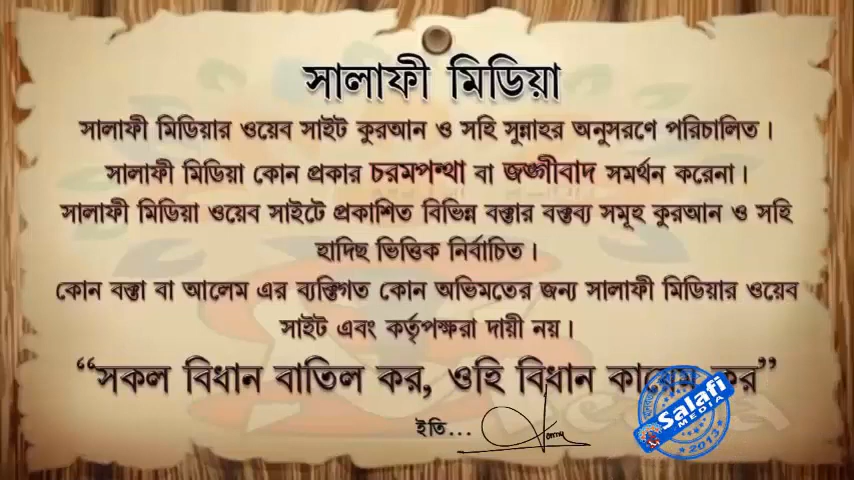 সালাফী মিডিয়া
সালাফী মিডিয়ার ওয়েব সাইট কুরআন ও সহি সুন্নাহর অনুসরণে পরিচালিত।
সালাফী মিডিয়া কোন প্রকার চরমপন্থা বা জঙ্গীবাদ সমর্থন করেনা।
সালাফী মিডিয়া ওয়েব সাইটে প্রকাশিত বিভিন্ন বক্তার বক্তব্য সমূহ কুরআন ও সহি
হাদিছ ভিত্তিক নির্বাচিত।
কোন বক্তা বা আলেম এর ব্যক্তিগত কোন অভিমতের জন্য সালাফী মিডিয়ার ওয়েব
সাইট এবং কর্তৃপক্ষরা দায়ী নয়।
“সকল বিধান বাতিল কর, ওহি বিধান কায়েম কর”
ইতি...
Salafi
MEDIA
2013